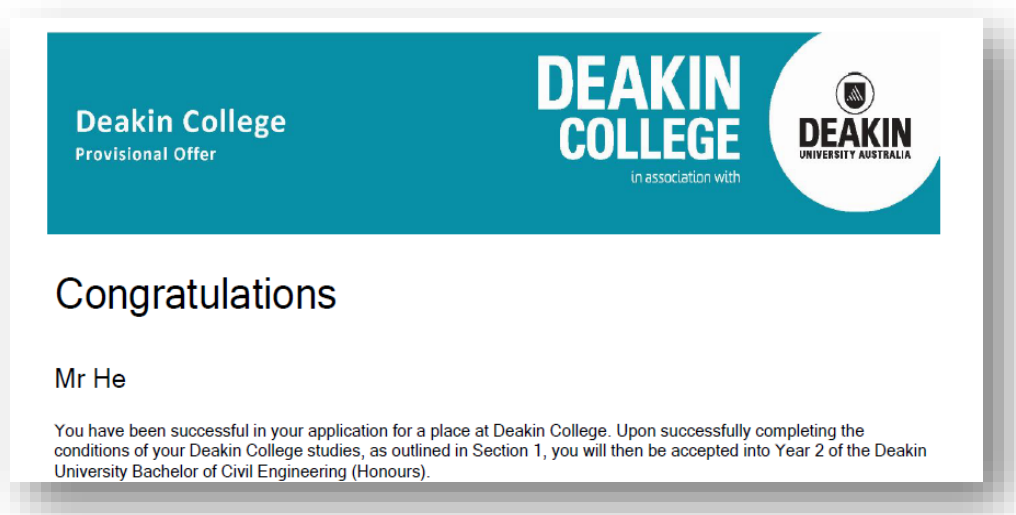 Deakin College
Provisional Offer
DEAKIN
COLLEGE
in association with
DEAKIN
UNIVERSITY AUSTRALIA
Congratulations
Mr He
You have been successful in your application for a place at Deakin College. Upon successfully completing the
conditions of your Deakin College studies, as outlined in Section 1, you will then be accepted into Year 2 of the Deakin
University Bachelor of Civil Engineering (Honours).